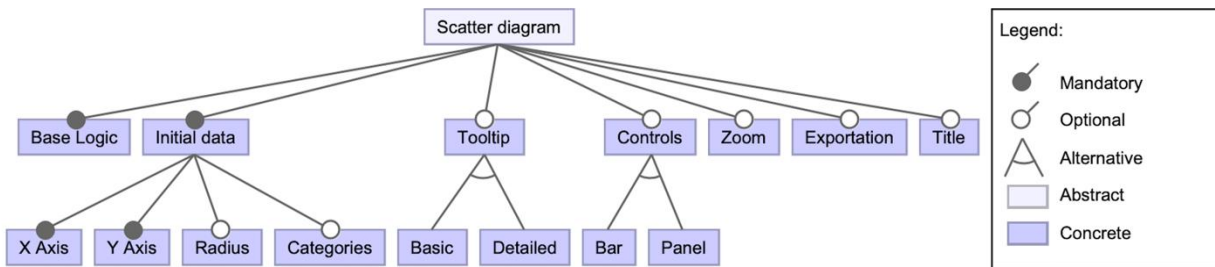 Scatter diagram
Legend:
Mandatory
Optional
Alternative
Abstract
Concrete
Base Logic
Initial data
Tooltip
Controls
Zoom
Exportation
Title
X Axis
Y Axis
Radius
Categories
Basic
Detailed
Bar
Panel